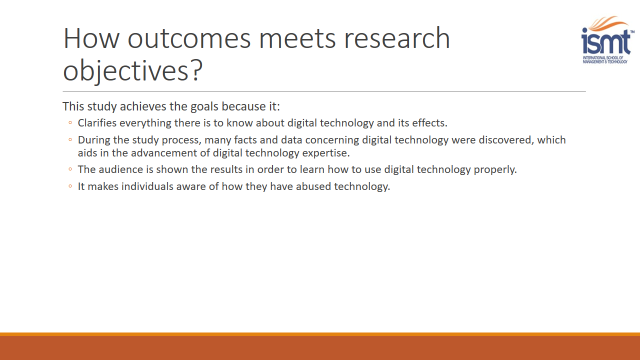 How outcomes meets research
objectives?
ismt
TM
INTERNATIONAL SCHOOL OF
MANAGEMENT & TECHNOLOGY
This study achieves the goals because it:
◦ Clarifies everything there is to know about digital technology and its effects.
◦ During the study process, many facts and data concerning digital technology were discovered, which
aids in the advancement of digital technology expertise.
◦ The audience is shown the results in order to learn how to use digital technology properly.
◦ It makes individuals aware of how they have abused technology.